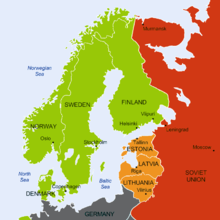 Murmansk
Norwegian
Sea
FINLAND
SWEDEN
Viipuri
NORWAY
Helsinki
Oslo
Leningrad
Stockholm
Tallinn
ESTONIA
Moscow
LATVIA
Riga
North
Sea
SOVIET
UNION
Copenhagen
Baltic
Sea
LITHUANIA
DENMARK
Vilnius
GERMANY